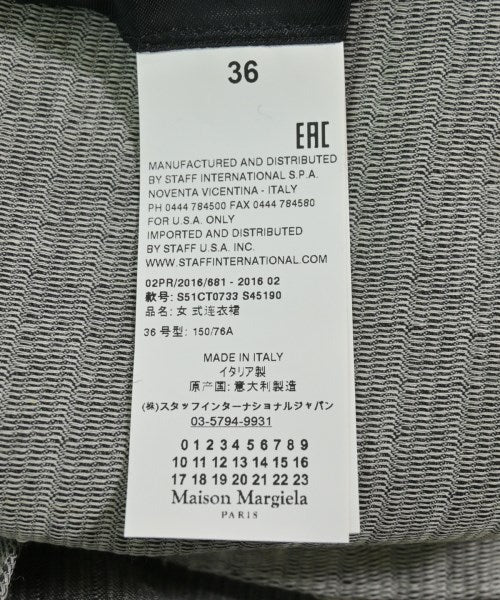 36
EAC
MANUFACTURED AND DISTRIBUTED
BY STAFF INTERNATIONAL S.P.A.
NOVENTA VICENTINA - ITALY
PH 0444 784500 FAX 0444 784580
FOR U.S.A. ONLY
IMPORTED AND DISTRIBUTED
BY STAFF U.S.A. INC.
WWW.STAFFINTERNATIONAL.COM
02PR/2016/681 - 2016 02
款号: S51CT0733 S45190
品名: 女 式连衣裙
36 号型: 150/76A
MADE IN ITALY
イタリア製
原产国: 意大利製造
(株)スタッフインターナショナルジャパン
03-5794-9931
0 1 2 3 4 5 6 7 8 9
10 11 12 13 14 15 16
17 18 19 20 21 22 23
Maison Margiela
PARIS